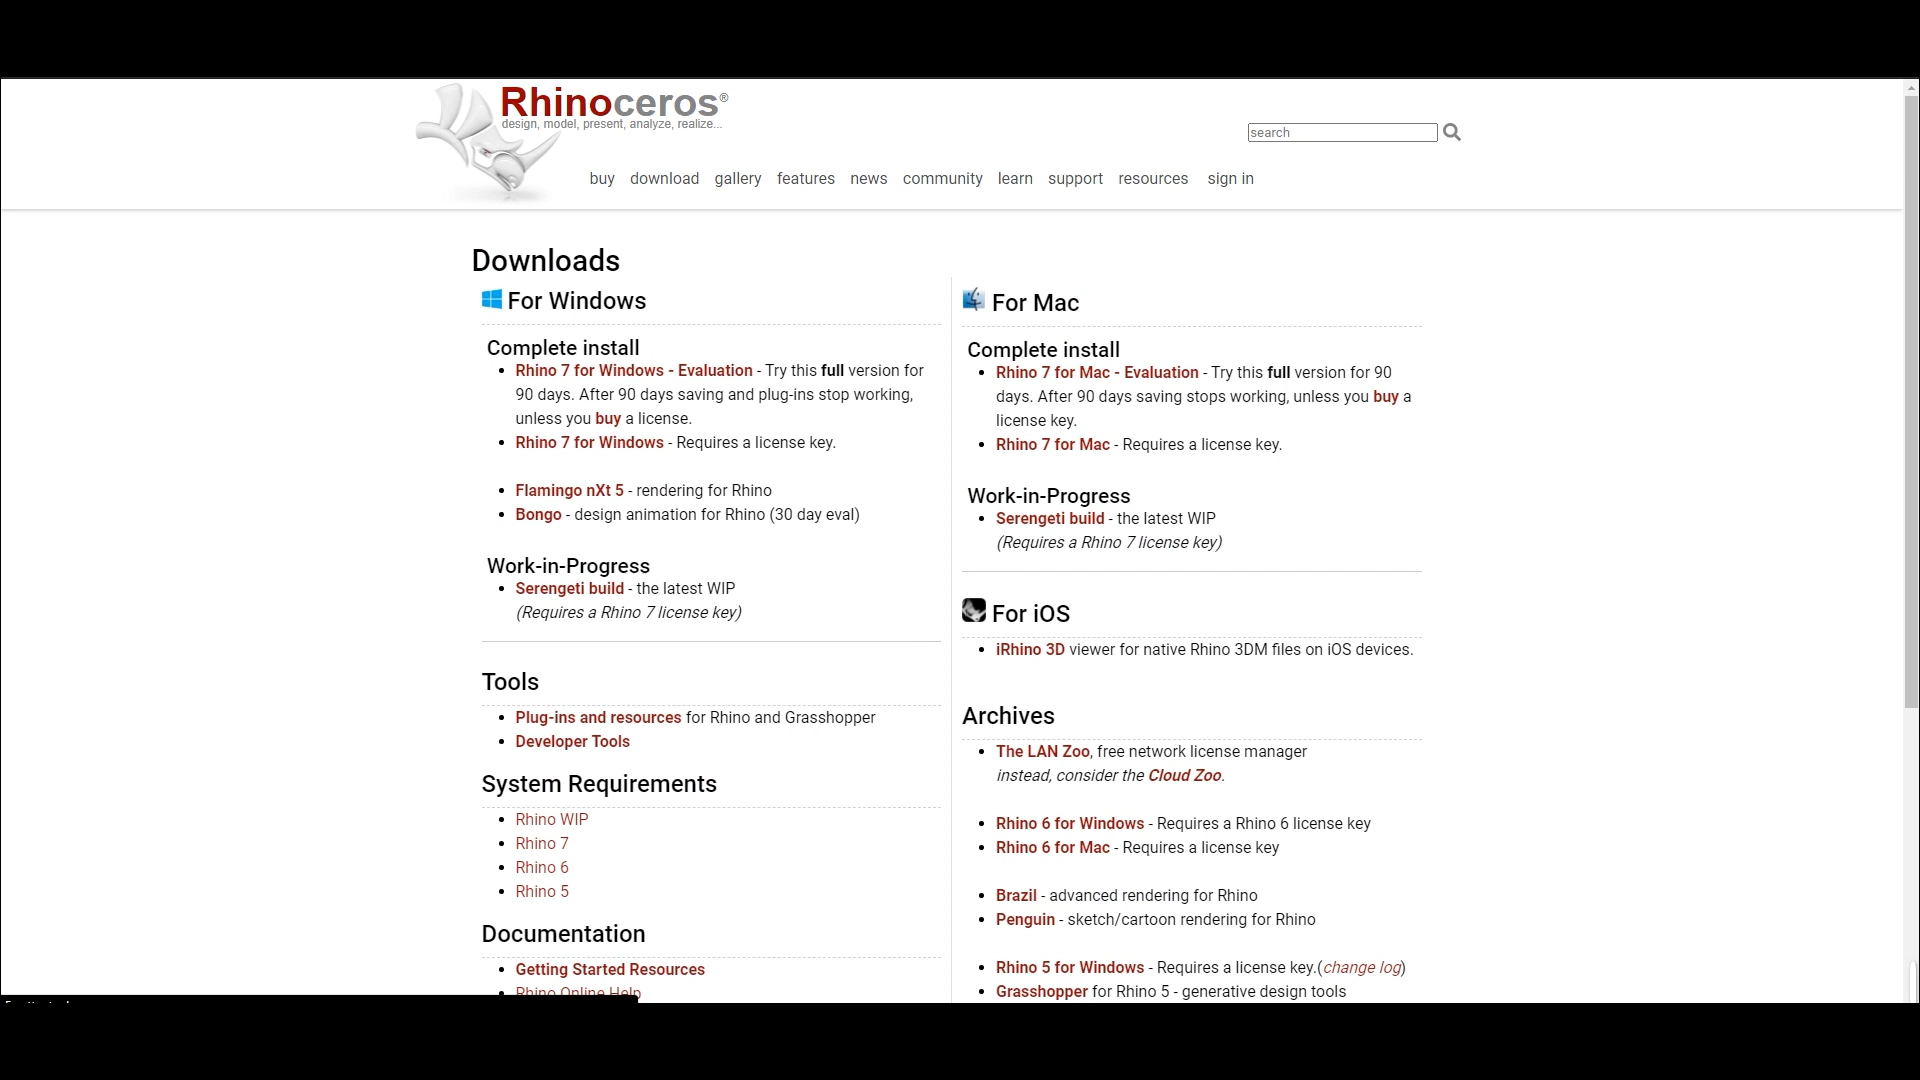 Rhinoceros®
design, model, present, analyze, realize...
search
buy download gallery features news community learn support resources sign in
Downloads
For Windows
Complete install
Rhino 7 for Windows - Evaluation - Try this full version for
90 days. After 90 days saving and plug-ins stop working,
unless you buy a license.
Rhino 7 for Windows - Requires a license key.
Flamingo nXt 5 - rendering for Rhino
Bongo - design animation for Rhino (30 day eval)
Work-in-Progress
Serengeti build - the latest WIP
(Requires a Rhino 7 license key)
Tools
Plug-ins and resources for Rhino and Grasshopper
Developer Tools
System Requirements
Rhino WIP
Rhino 7
Rhino 6
Rhino 5
Documentation
Getting Started Resources
Rhino Online Help
For Mac
Complete install
Rhino 7 for Mac - Evaluation - Try this full version for 90
days. After 90 days saving stops working, unless you buy a
license key.
Rhino 7 for Mac - Requires a license key.
Work-in-Progress
Serengeti build - the latest WIP
(Requires a Rhino 7 license key)
For iOS
iRhino 3D viewer for native Rhino 3DM files on iOS devices.
Archives
The LAN Zoo, free network license manager
instead, consider the Cloud Zoo.
Rhino 6 for Windows - Requires a Rhino 6 license key
Rhino 6 for Mac - Requires a license key
Brazil - advanced rendering for Rhino
Penguin - sketch/cartoon rendering for Rhino
Rhino 5 for Windows - Requires a license key.(change log)
Grasshopper for Rhino 5 - generative design tools